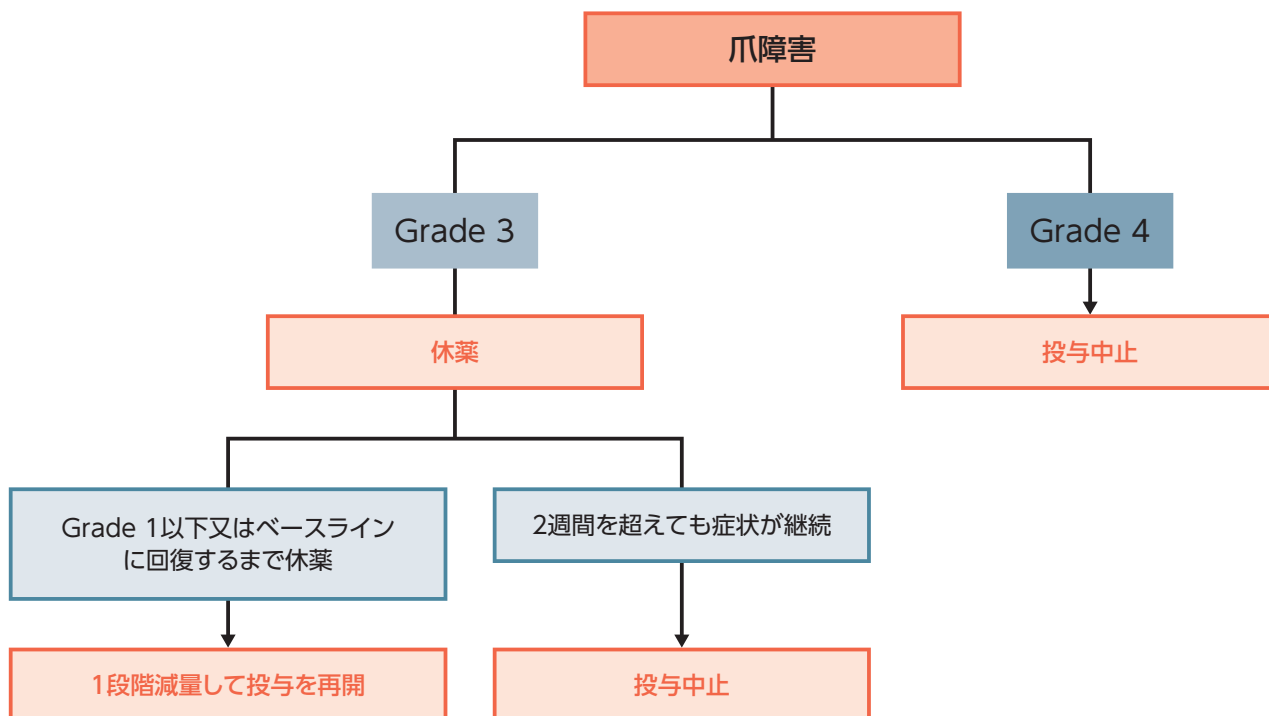 爪障害
Grade 3
Grade 4
休薬
投与中止
Grade 1以下又はベースライン
に回復するまで休薬
2週間を超えても症状が継続
1段階減量して投与を再開
投与中止